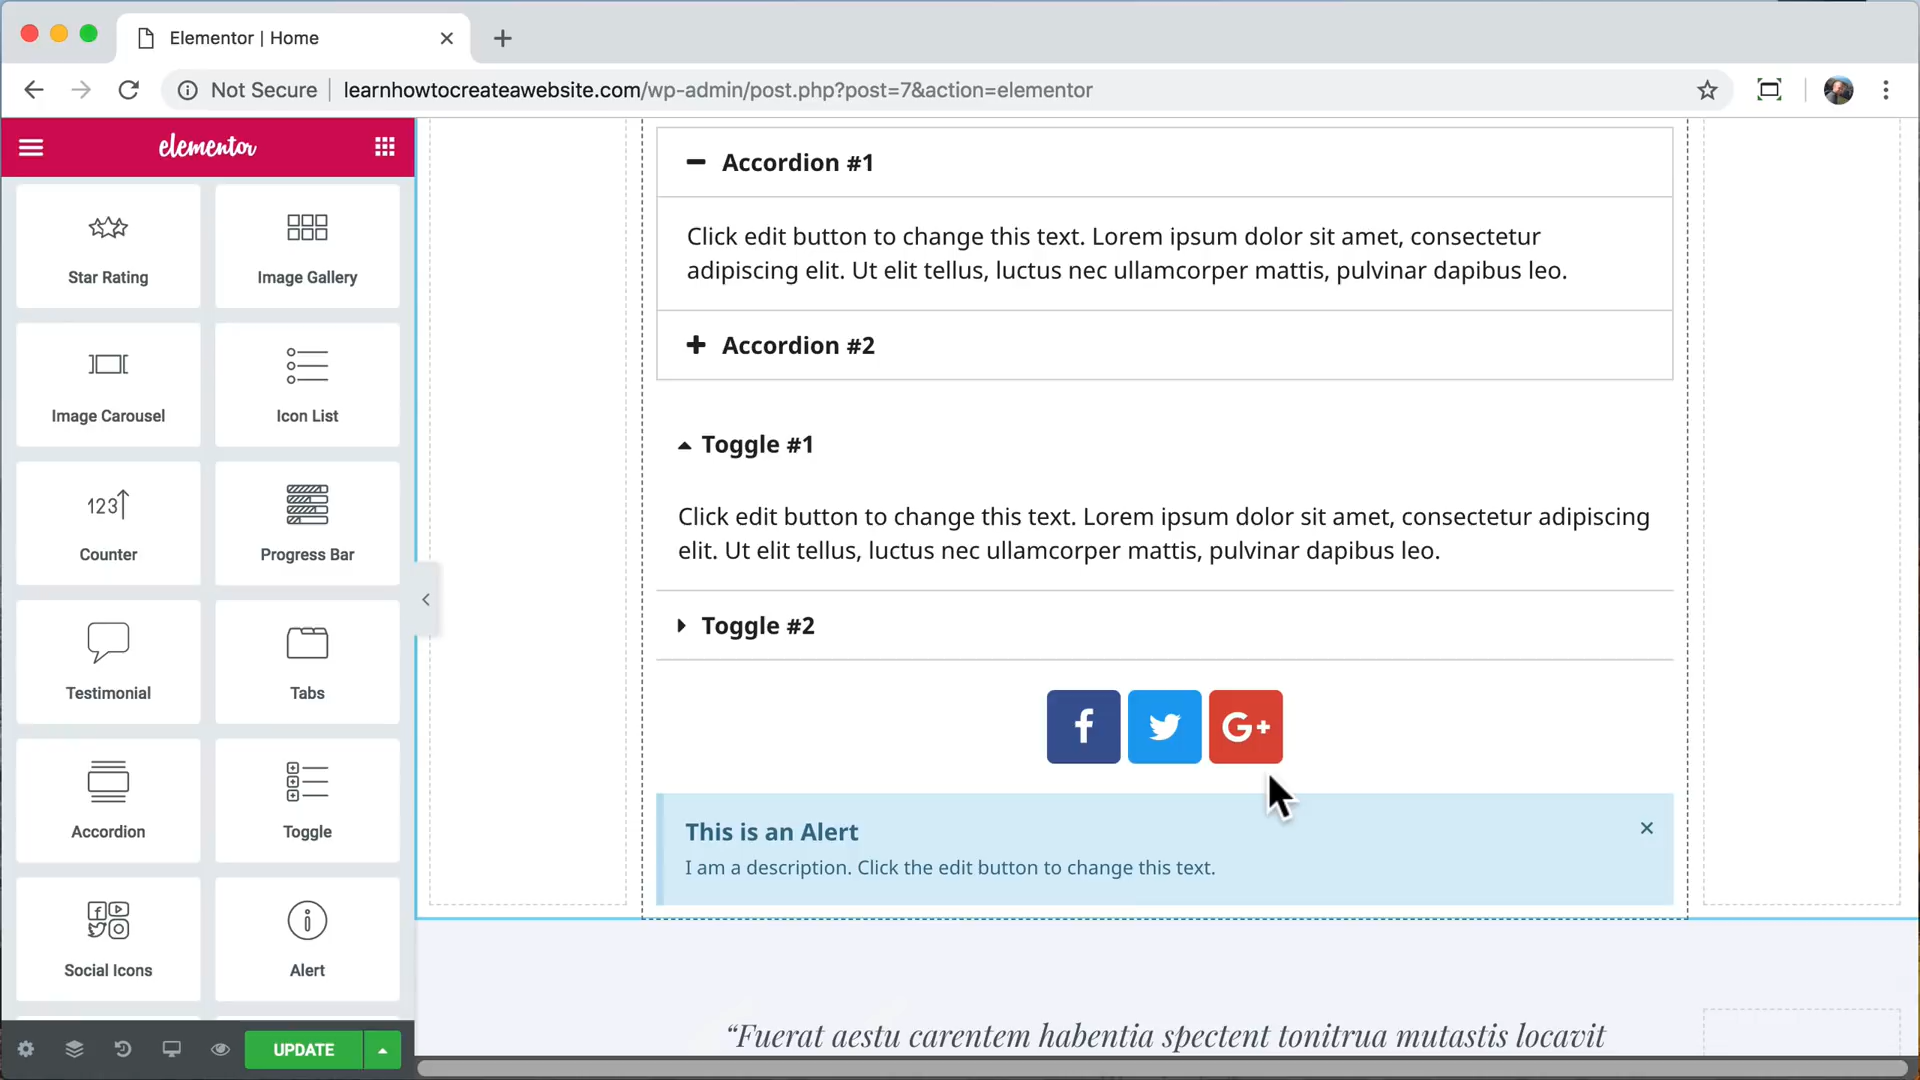 Elementor | Home
Not Secure
learnhowtocreateawebsite.com/wp-admin/post.php?post=7&action=elementor
elementor
Star Rating
Image Gallery
Image Carousel
Icon List
123
Counter
Progress Bar
Testimonial
Tabs
Accordion
Toggle
Social Icons
Alert
UPDATE
Accordion #1
Click edit button to change this text. Lorem ipsum dolor sit amet, consectetur
adipiscing elit. Ut elit tellus, luctus nec ullamcorper mattis, pulvinar dapibus leo.
Accordion #2
Toggle #1
Click edit button to change this text. Lorem ipsum dolor sit amet, consectetur adipiscing
elit. Ut elit tellus, luctus nec ullamcorper mattis, pulvinar dapibus leo.
Toggle #2
f
G+
This is an Alert
I am a description. Click the edit button to change this text.
“Fuerat aestu carentem habentia spectent tonitrua mutastis locavit